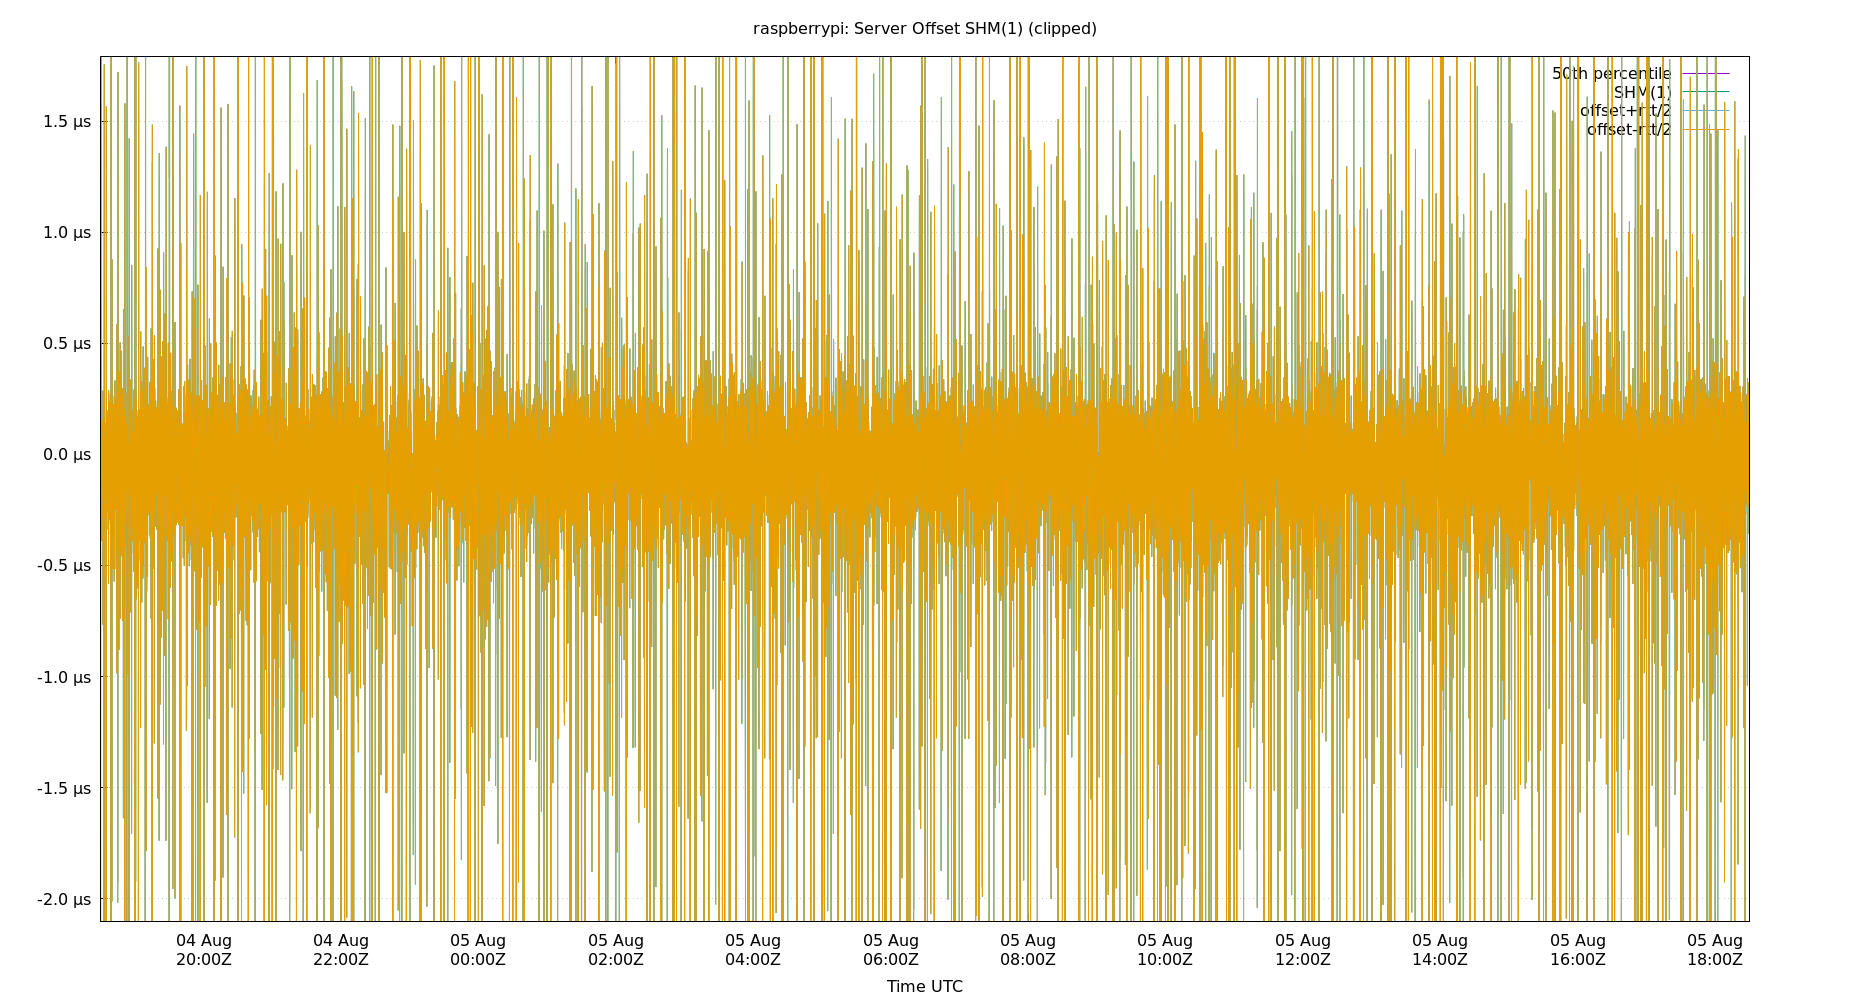 raspberrypi: Server Offset SHM(1) (clipped)
50th percentile
SHM(1)
offset+rtt/2
offset-rtt/2
1.5 µs
1.0 µs
0.5 µs
0.0 µs
-0.5 µs
-1.0 µs
-1.5 µs
-2.0 µs
04 Aug 04 Aug 05 Aug 05 Aug 05 Aug 05 Aug 05 Aug 05 Aug 05 Aug 05 Aug 05 Aug 05 Aug
20:00Z 22:00Z 00:00Z 02:00Z 04:00Z 06:00Z 08:00Z 10:00Z 12:00Z 14:00Z 16:00Z 18:00Z
Time UTC